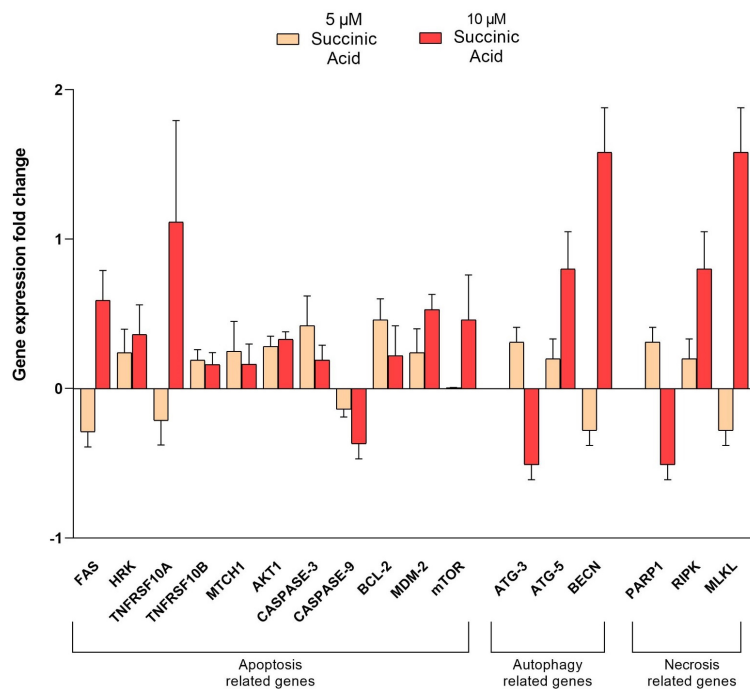 5 µM
Succinic
Acid
10 µM
Succinic
Acid
Gene expression fold change
2
1
0
-1
FAS
HRK
TNFRSF10A
TNFRSF10B
MTCH1
AKT1
CASPASE-3
CASPASE-9
BCL-2
MDM-2
mTOR
ATG-3
ATG-5
BECN
PARP1
RIPK
MLKL
Apoptosis
related genes
Autophagy
related genes
Necrosis
related genes